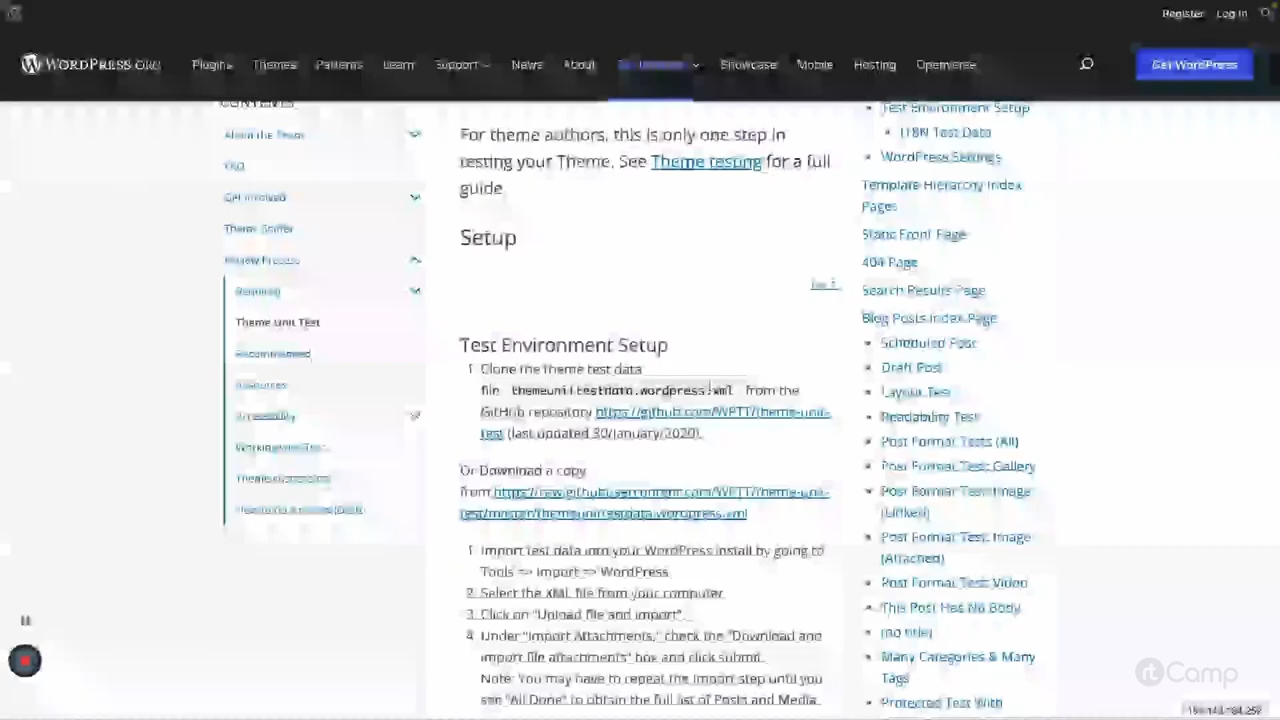 Register Log In
WORDPRESS.ORG Plugins Themes Patterns Learn Support News About Showcase Mobile Hosting Openverse Get WordPress
CONTENTS
About the Team
FAQ
Get Involved
Theme Sniffer
Review Process
Required
Theme Unit Test
Recommended
Resources
Accessibility
For theme authors, this is only one step in
testing your Theme. See Theme testing for a full
guide
Setup
Test Environment Setup
1. Clone the theme test data
file themeunittestdata.wordpress.xml from the
GitHub repository https://github.com/WPTT/theme-unit-
test (last updated 30/January/2020).
Or Download a copy
from https://raw.githubusercontent.com/WPTT/theme-unit-
test/master/themeunittestdata.wordpress.xml
1. Import test data into your WordPress install by going to
Tools => Import => WordPress
2. Select the XML file from your computer
3. Click on "Upload file and import".
4. Under "Import Attachments," check the "Download and
import file attachments" box and click submit.
Note: You may have to repeat the Import step until you
see "All Done" to obtain the full list of Posts and Media.
Test Environment Setup
I18N Test Data
WordPress Settings
Template Hierarchy Index
Pages
Static Front Page
404 Page
Search Results Page
Blog Posts Index Page
Scheduled Post
Draft Post
Layout Test
Readability Test
Post Format Tests (All)
Post Format Test: Gallery
Post Format Test: Image
(Linked)
Post Format Test: Image
(Attached)
Post Format Test: Video
This Post Has No Body
(no title)
Many Categories & Many
Tags
Protected Test With
rtCamp